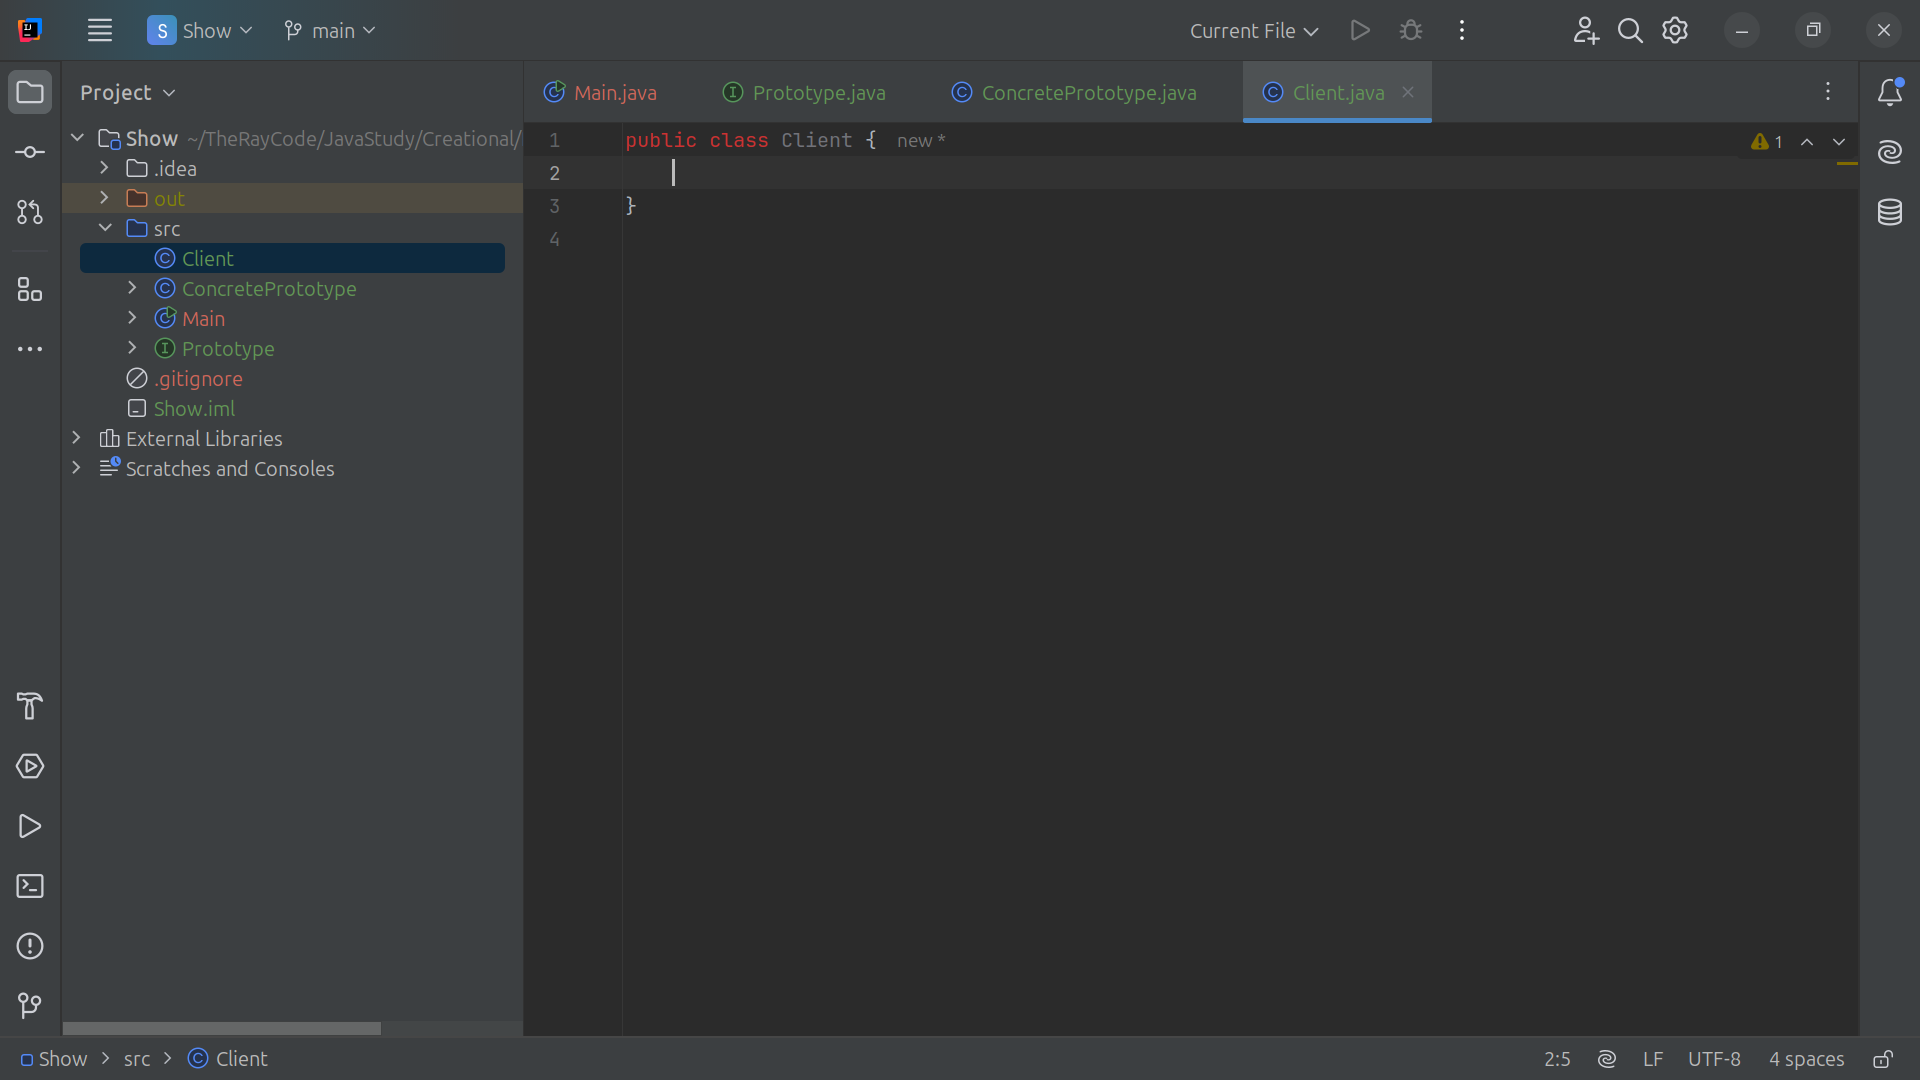 S Show main Current File
Project
Main.java Prototype.java ConcretePrototype.java Client.java
Show ~/TheRayCode/JavaStudy/Creational/
.idea
out
src
Client
ConcretePrototype
Main
Prototype
.gitignore
Show.iml
External Libraries
Scratches and Consoles
1 public class Client { new *
2
3 }
4
1
Show src Client
2:5 LF UTF-8 4 spaces